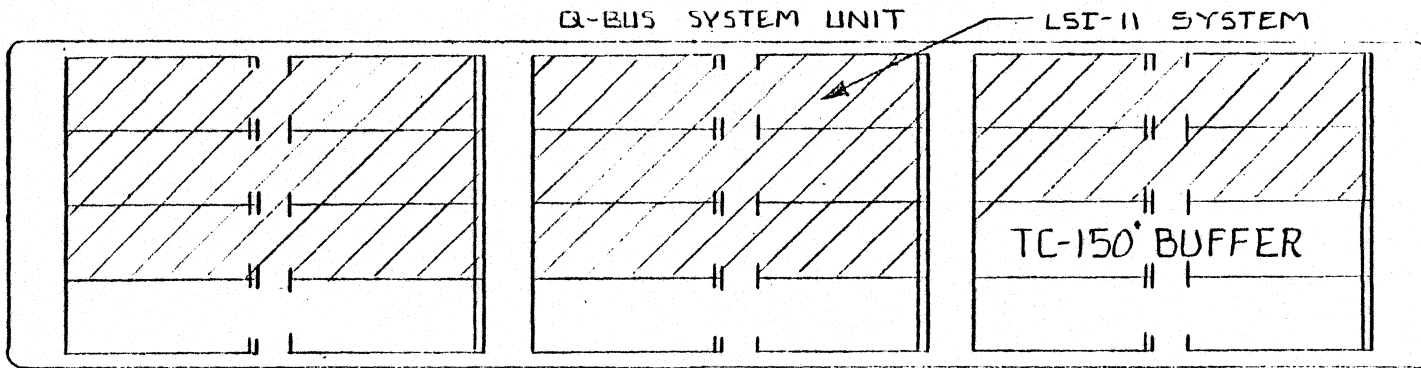 Q-BUS SYSTEM UNIT
LSI-11 SYSTEM
TC-150 BUFFER